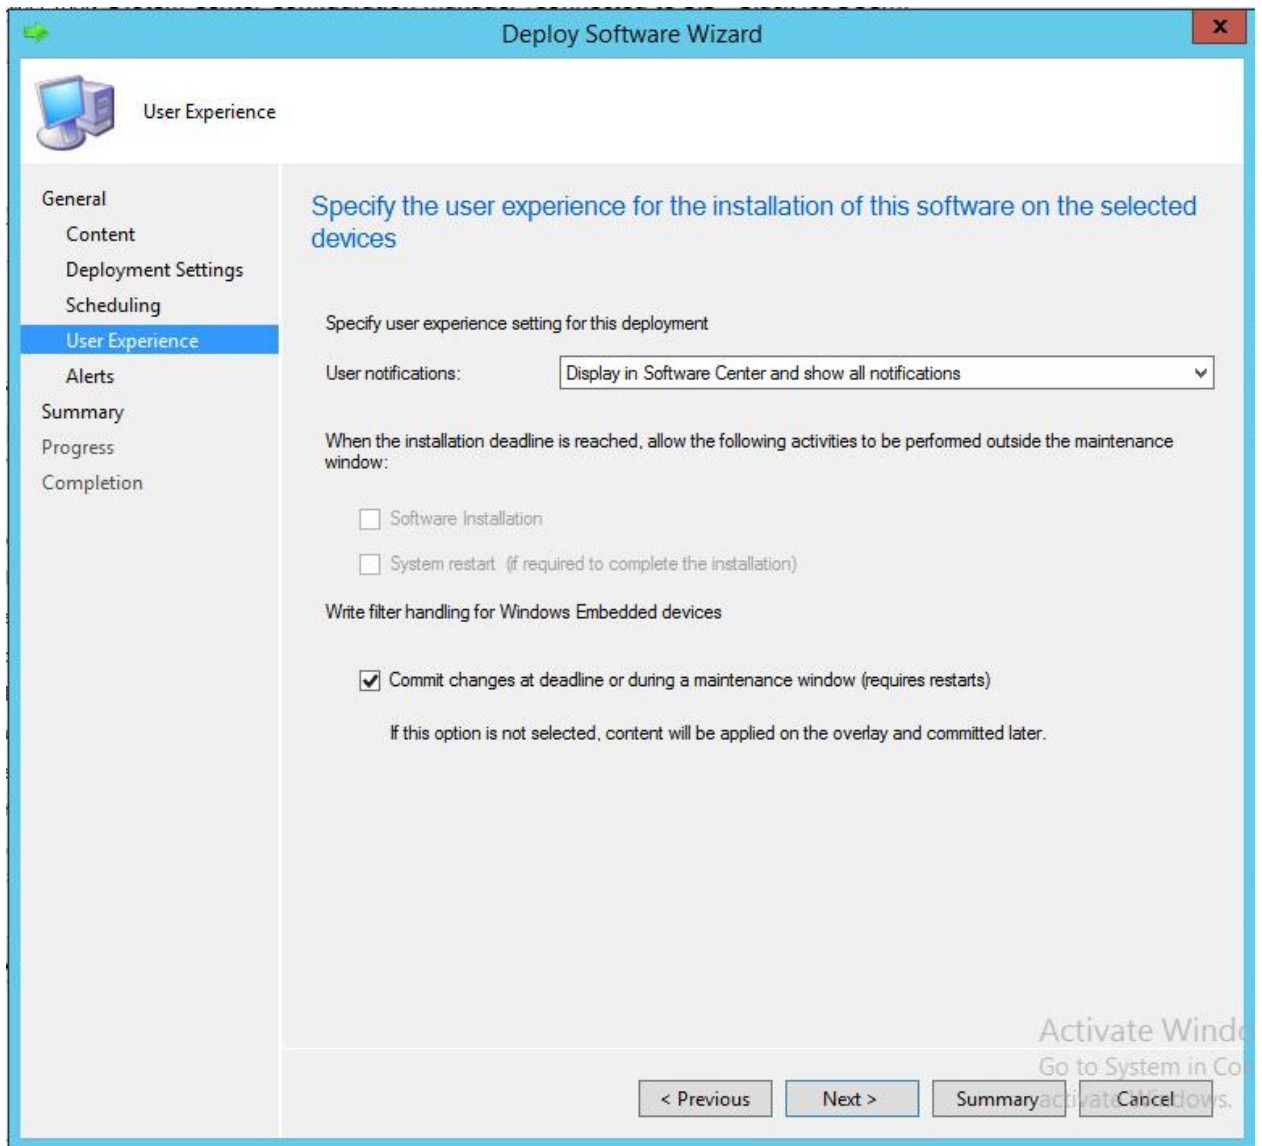 Deploy Software Wizard
x
User Experience
General
Content
Deployment Settings
Scheduling
User Experience
Alerts
Summary
Progress
Completion
Specify the user experience for the installation of this software on the selected
devices
Specify user experience setting for this deployment
User notifications:
Display in Software Center and show all notifications
When the installation deadline is reached, allow the following activities to be performed outside the maintenance
window:
Software Installation
System restart (if required to complete the installation)
Write filter handling for Windows Embedded devices
Commit changes at deadline or during a maintenance window (requires restarts)
If this option is not selected, content will be applied on the overlay and committed later.
Activate Windo
Go to System in Con
activate Windows.
< Previous
Next >
Summary
Cancel